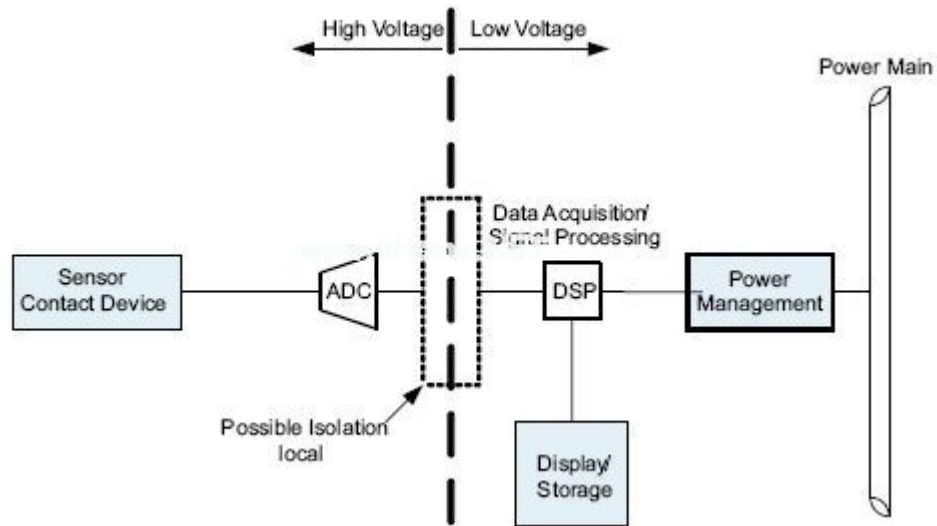 High Voltage
Low Voltage
Power Main
Data Acquisition/
Signal Processing
Sensor
Contact Device
ADC
DSP
Power
Management
Possible Isolation
local
Display/
Storage